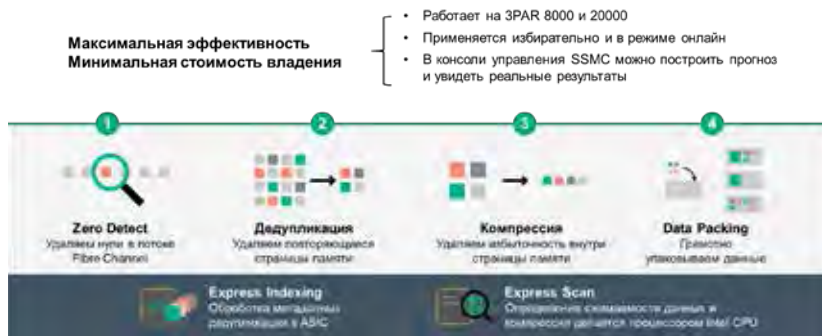 Максимальная эффективность
Минимальная стоимость владения
• Работает на 3PAR 8000 и 20000
• Применяется избирательно и в режиме онлайн
• В консоли управления SSMC можно построить прогноз
и увидеть реальные результаты
1
2
3
4
Zero Detect
Удаляем нули в потоке
Fibre Channel
Дедупликация
Удаляем повторяющиеся
страницы памяти
Компрессия
Удаляем избыточность внутри
страницы памяти
Data Packing
Грамотно
упаковываем данные
Express Indexing
Обработка метаданных
дедупликации в ASIC
Express Scan
Определение сжимаемости данных и
компрессия делается процессором Intel CPU